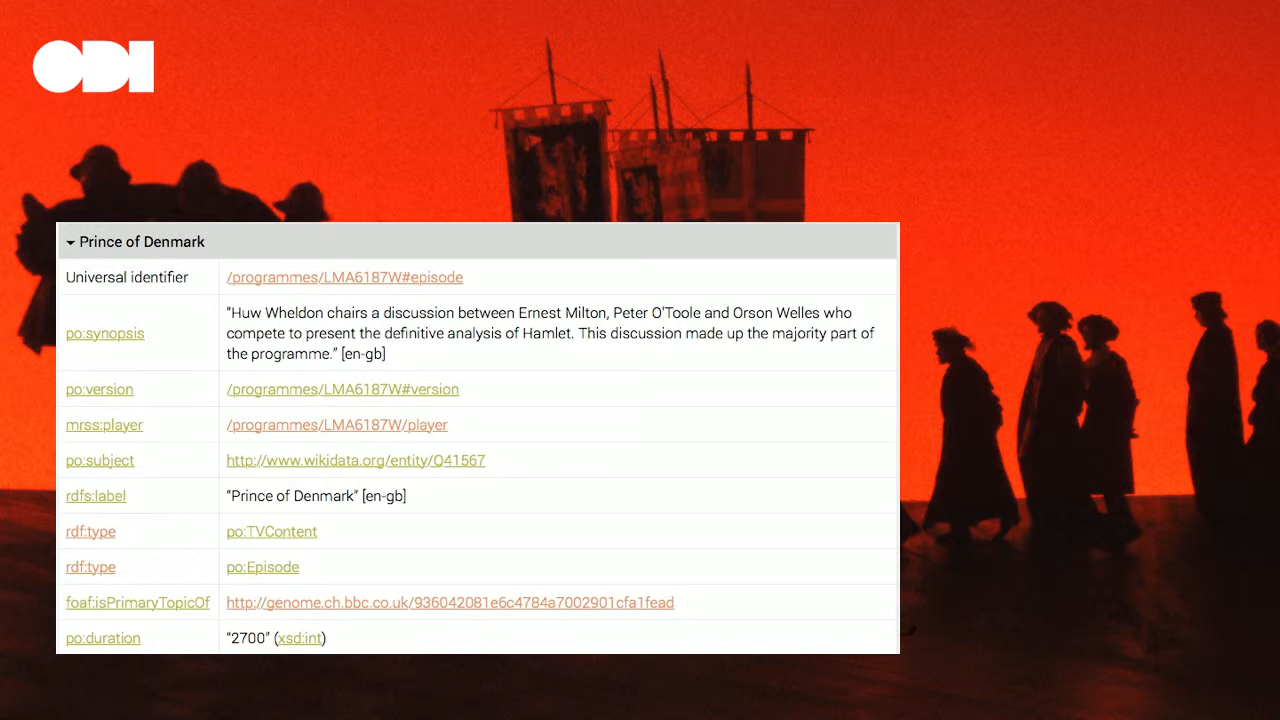 ODI
Prince of Denmark
Universal identifier /programmes/LMA6187W#episode
po:synopsis
"Huw Wheldon chairs a discussion between Ernest Milton, Peter O'Toole and Orson Welles who
compete to present the definitive analysis of Hamlet. This discussion made up the majority part of
the programme." [en-gb]
po:version /programmes/LMA6187W#version
mrss:player /programmes/LMA6187W/player
po:subject http://www.wikidata.org/entity/Q41567
rdfs:label "Prince of Denmark" [en-gb]
rdf:type po:TVContent
rdf:type po:Episode
foaf:isPrimaryTopicOf http://genome.ch.bbc.co.uk/936042081e6c4784a7002901cfa1fead
po:duration "2700" (xsd:int)